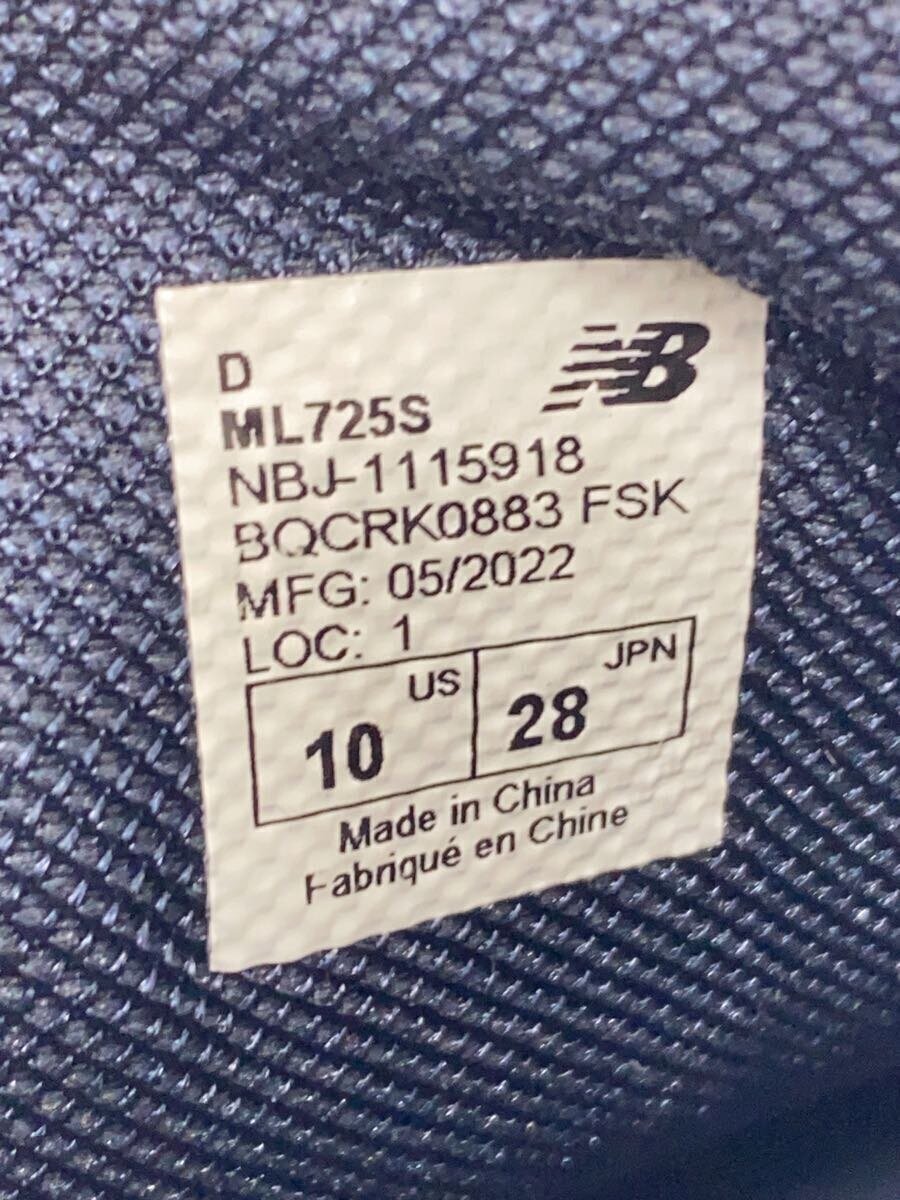 D
NB
ML725S
NBJ-1115918
BQCRK0883 FSK
MFG: 05/2022
LOC: 1
US JPN
10 28
Made in China
Fabriqué en Chine